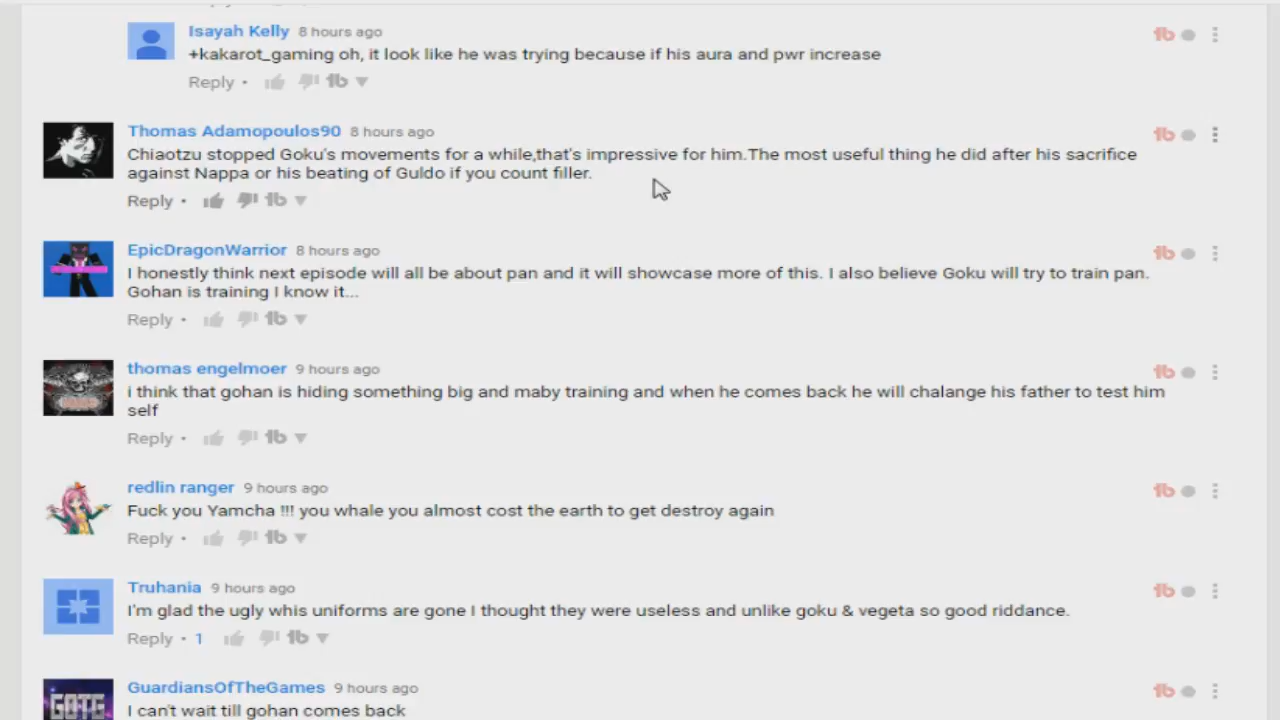 Isayah Kelly 8 hours ago
+kakarot_gaming oh, it look like he was trying because if his aura and pwr increase
Reply •
Thomas Adamopoulos90 8 hours ago
Chiaotzu stopped Goku's movements for a while,that's impressive for him.The most useful thing he did after his sacrifice
against Nappa or his beating of Guldo if you count filler.
Reply •
EpicDragonWarrior 8 hours ago
I honestly think next episode will all be about pan and it will showcase more of this. I also believe Goku will try to train pan.
Gohan is training I know it...
Reply •
thomas engelmoer 9 hours ago
i think that gohan is hiding something big and maby training and when he comes back he will chalange his father to test him
self
Reply •
redlin ranger 9 hours ago
Fuck you Yamcha !!! you whale you almost cost the earth to get destroy again
Reply •
Truhania 9 hours ago
I'm glad the ugly whis uniforms are gone I thought they were useless and unlike goku & vegeta so good riddance.
Reply • 1
GOTG
GuardiansOfTheGames 9 hours ago
I can't wait till gohan comes back